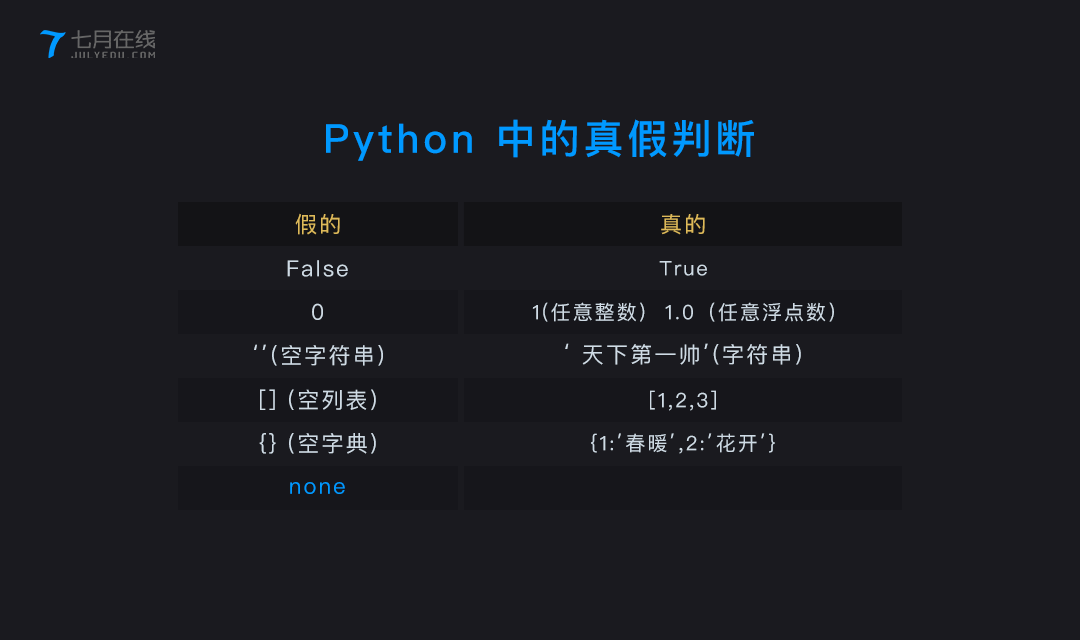 七月在线
JULYEDU.COM
Python 中的真假判断
假的 真的
False True
0 1(任意整数） 1.0（任意浮点数）
‘’(空字符串) ‘ 天下第一帅’(字符串)
[] (空列表) [1,2,3]
{} (空字典) {1:’春暖’,2:’花开’}
none